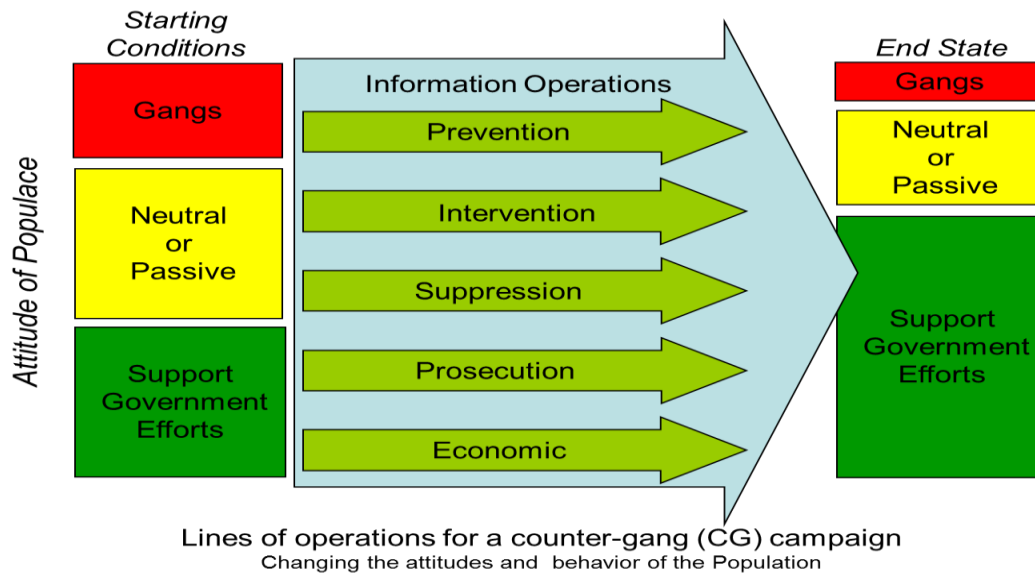 Starting
Conditions
Gangs
Neutral
or
Passive
Support
Government
Efforts
Attitude of Populace
Information Operations
Prevention
Intervention
Suppression
Prosecution
Economic
End State
Gangs
Neutral
or
Passive
Support
Government
Efforts
Lines of operations for a counter-gang (CG) campaign
Changing the attitudes and behavior of the Population